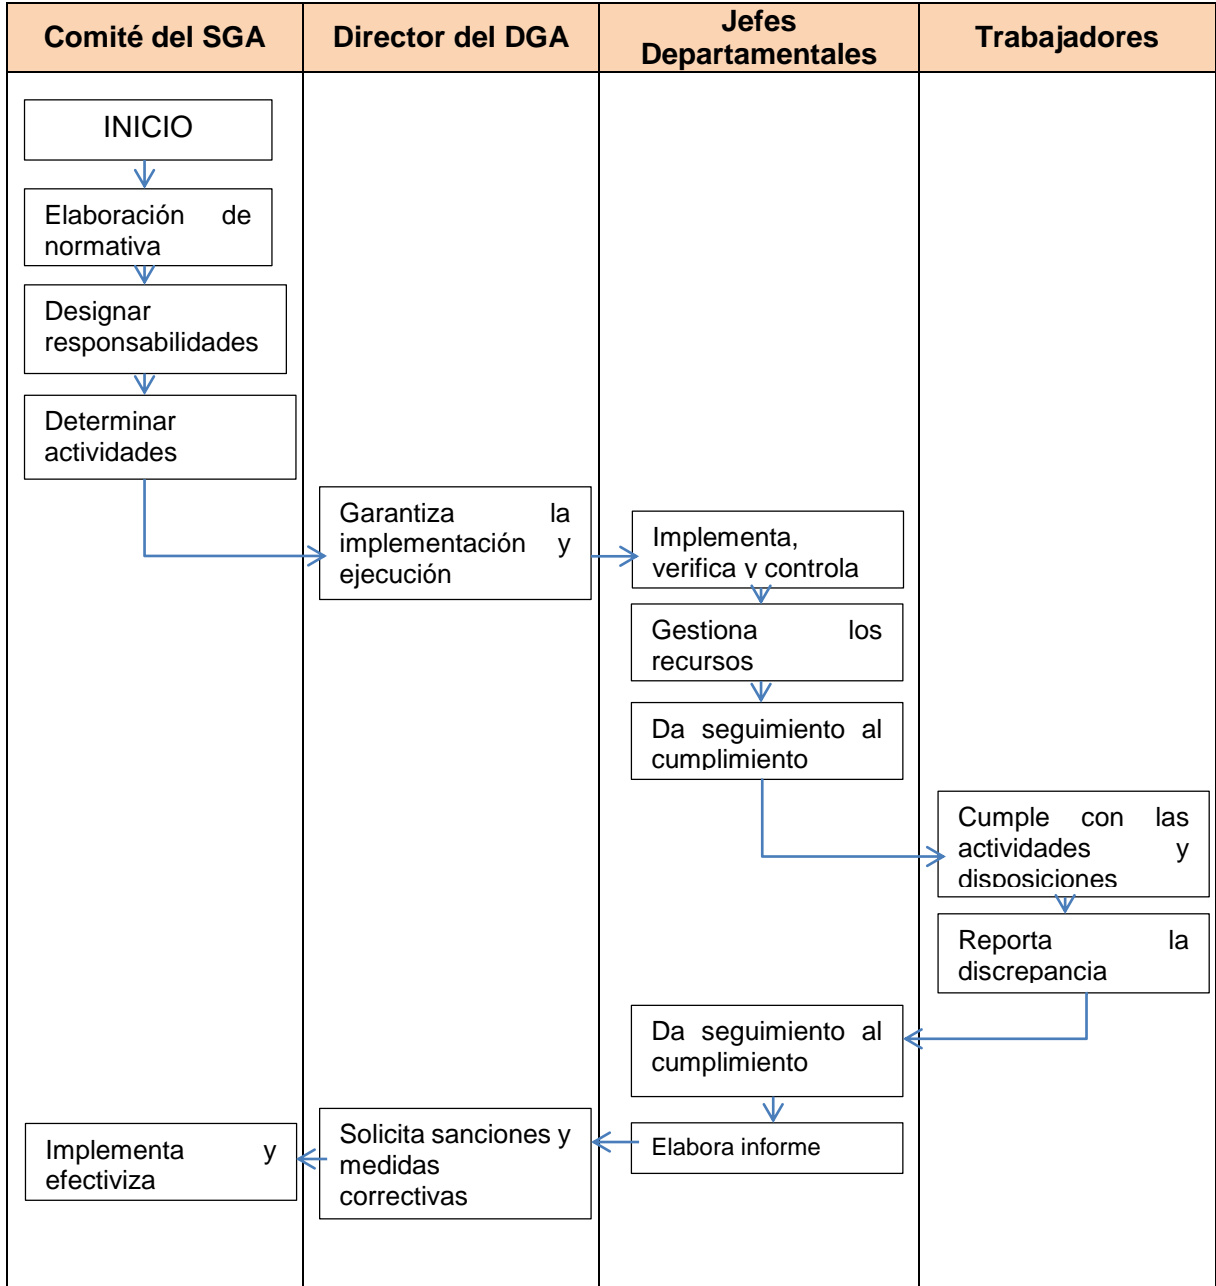 Comité del SGA
Director del DGA
Jefes
Departamentales
Trabajadores
INICIO
Elaboración de
normativa
Designar
responsabilidades
Determinar
actividades
Garantiza la
implementación y
ejecución
Implementa,
verifica y controla
Gestiona los
recursos
Da seguimiento al
cumplimiento
Cumple con las
actividades y
disposiciones
Reporta la
discrepancia
Da seguimiento al
cumplimiento
Elabora informe
Solicita sanciones y
medidas
correctivas
Implementa y
efectiviza